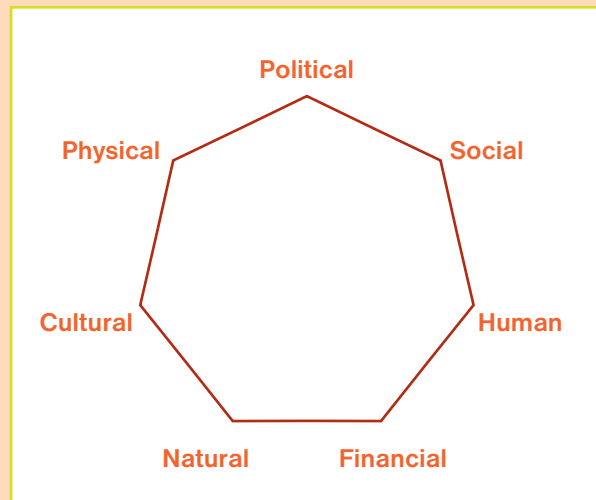 Political
Physical
Social
Cultural
Human
Natural
Financial